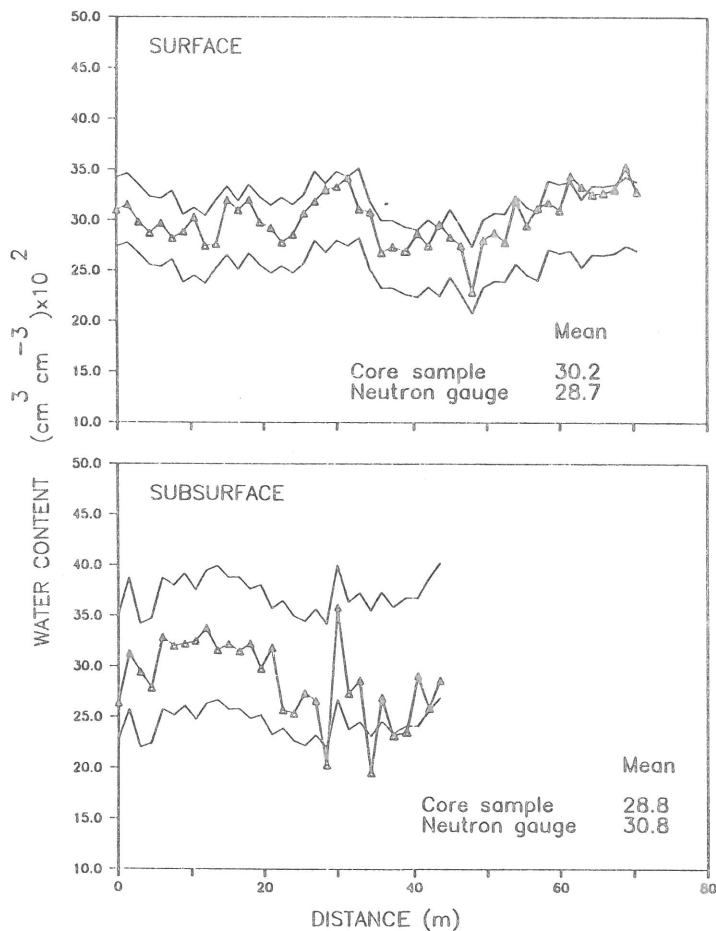 50.0
SURFACE
45.0
40.0
35.0
30.0
25.0
20.0
Mean
15.0
Core sample 30.2
Neutron gauge 28.7
10.0
WATER CONTENT (cm 3 cm -3)x10 2
50.0
SUBSURFACE
45.0
40.0
35.0
30.0
25.0
20.0
Mean
15.0
Core sample 28.8
Neutron gauge 30.8
10.0
0 20 40 60 80
DISTANCE (m)